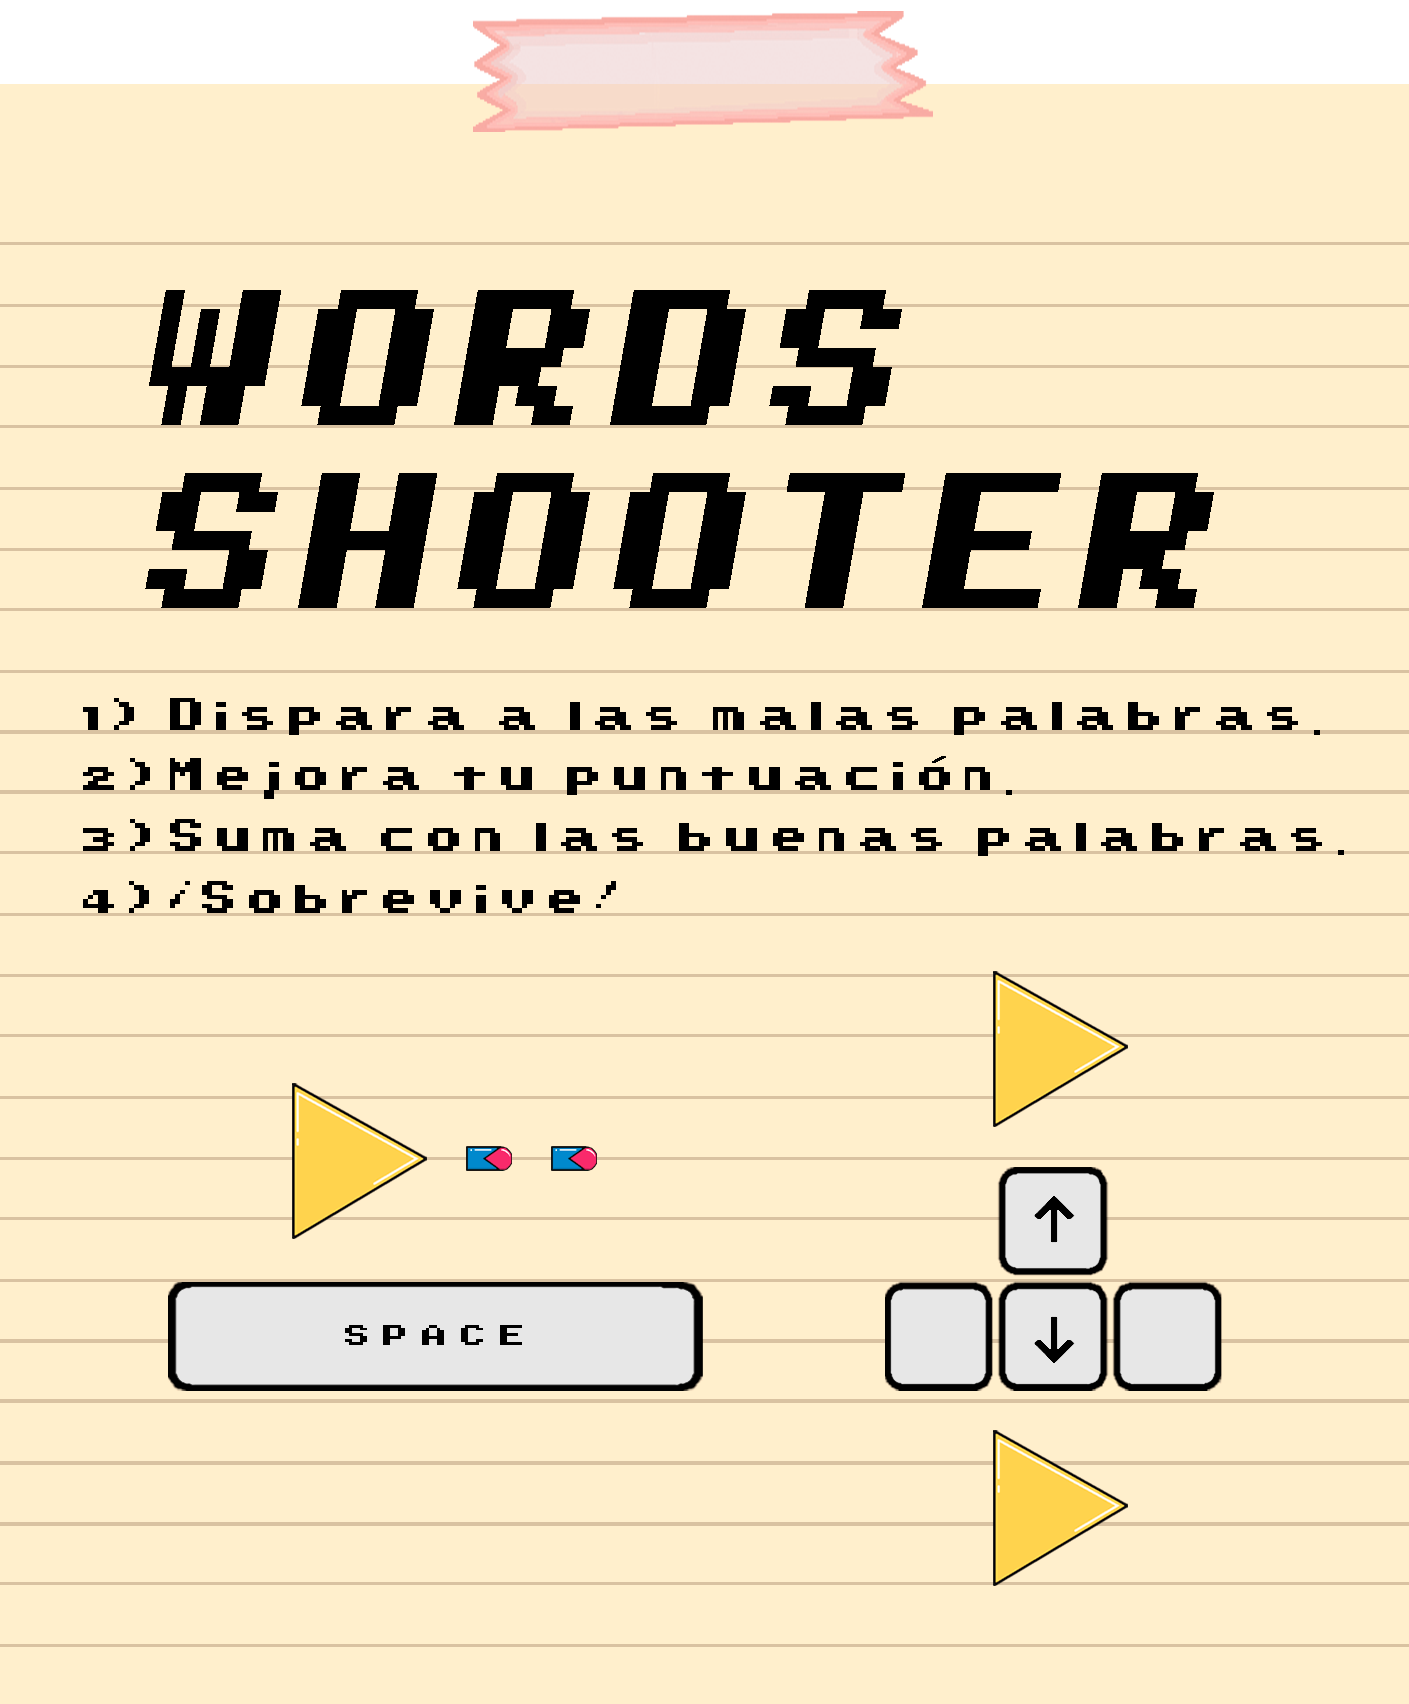 WORDS
SHOOTER
1) Dispara a las malas palabras.
2)Mejora tu puntuación.
3)Suma con las buenas palabras.
4)¡Sobrevive!
↑
SPACE
↓